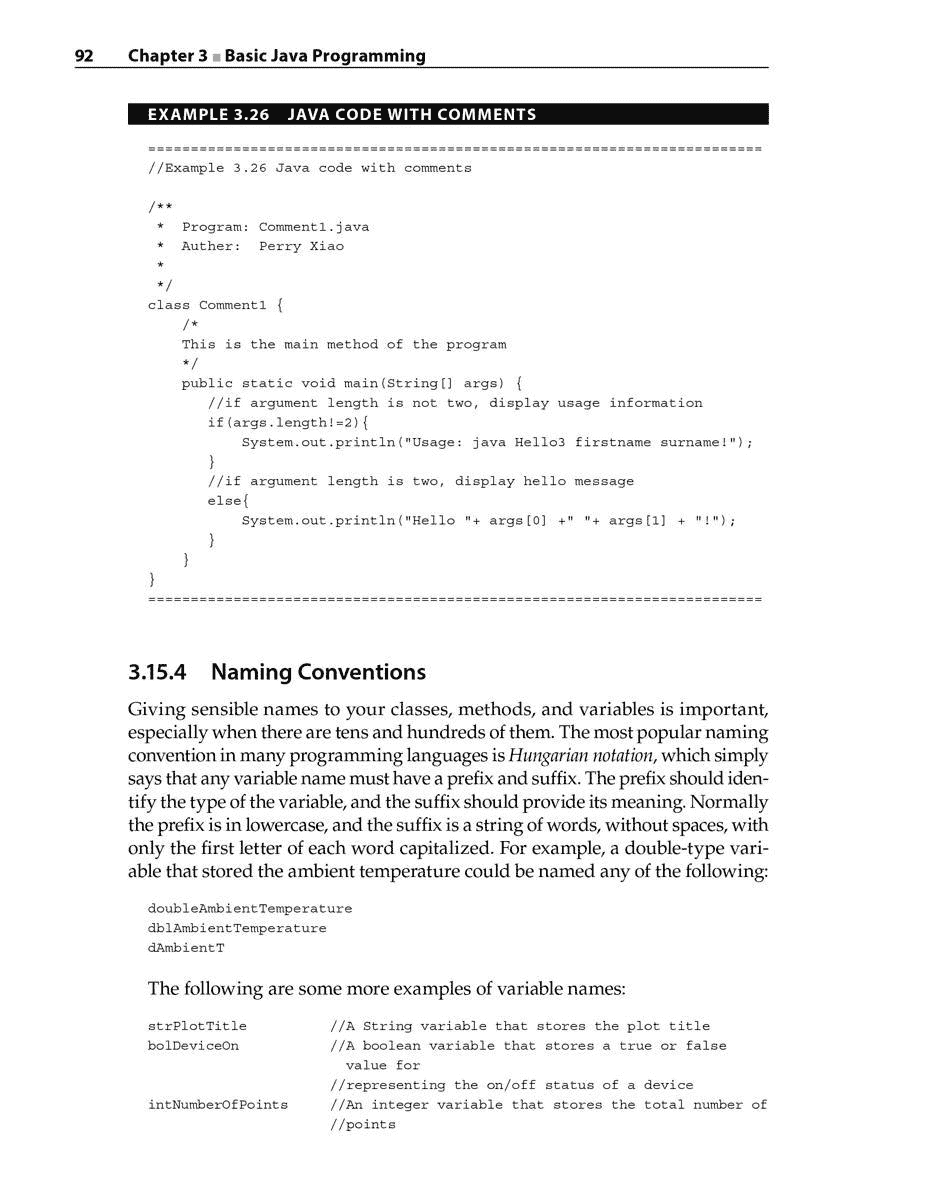 92 Chapter 3 ■ Basic Java Programming
EXAMPLE 3.26 JAVA CODE WITH COMMENTS
========================================================================
//Example 3.26 Java code with comments
/**
 *  Program: Comment1.java
 *  Auther:  Perry Xiao
 *
 */
class Comment1 {
    /*
    This is the main method of the program
    */
    public static void main(String[] args) {
       //if argument length is not two, display usage information
       if(args.length!=2){
           System.out.println("Usage: java Hello3 firstname surname!");
       }
       //if argument length is two, display hello message
       else{
           System.out.println("Hello "+ args[0] +" "+ args[1] + "!");
       }
    }
}
========================================================================
3.15.4 Naming Conventions
Giving sensible names to your classes, methods, and variables is important,
especially when there are tens and hundreds of them. The most popular naming
convention in many programming languages is Hungarian notation, which simply
says that any variable name must have a prefix and suffix. The prefix should iden-
tify the type of the variable, and the suffix should provide its meaning. Normally
the prefix is in lowercase, and the suffix is a string of words, without spaces, with
only the first letter of each word capitalized. For example, a double-type vari-
able that stored the ambient temperature could be named any of the following:
doubleAmbientTemperature
dblAmbientTemperature
dAmbientT
The following are some more examples of variable names:
strPlotTitle //A String variable that stores the plot title
bolDeviceOn //A boolean variable that stores a true or false
value for
//representing the on/off status of a device
intNumberOfPoints //An integer variable that stores the total number of
//points